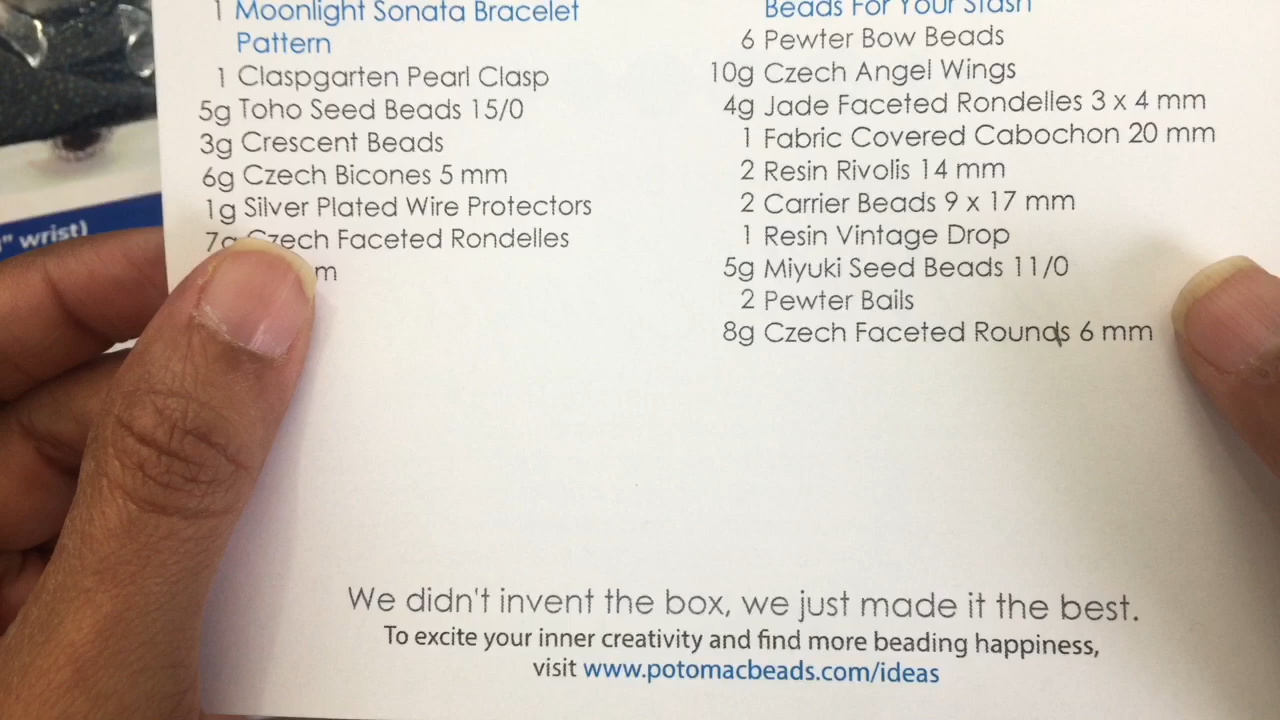 1 Moonlight Sonata Bracelet
Pattern
1 Claspgarten Pearl Clasp
5g Toho Seed Beads 15/0
3g Crescent Beads
6g Czech Bicones 5 mm
1g Silver Plated Wire Protectors
7g Czech Faceted Rondelles
m
Beads For Your Stash
6 Pewter Bow Beads
10g Czech Angel Wings
4g Jade Faceted Rondelles 3 x 4 mm
1 Fabric Covered Cabochon 20 mm
2 Resin Rivolis 14 mm
2 Carrier Beads 9 x 17 mm
1 Resin Vintage Drop
5g Miyuki Seed Beads 11/0
2 Pewter Bails
8g Czech Faceted Rounds 6 mm
We didn't invent the box, we just made it the best.
To excite your inner creativity and find more beading happiness,
visit www.potomacbeads.com/ideas
" wrist)